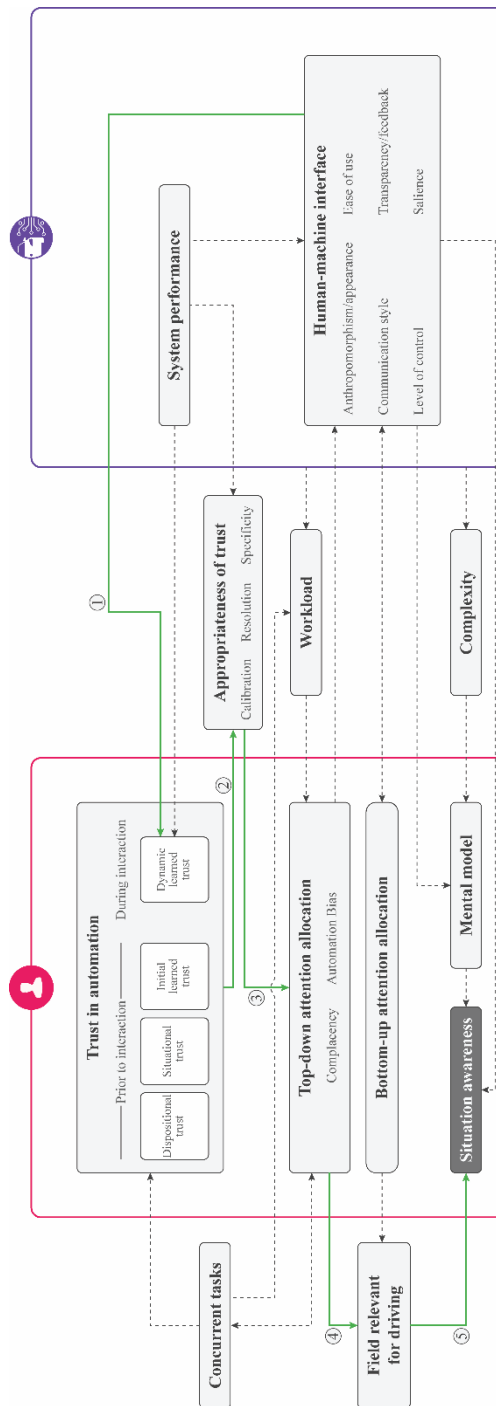 Concurrent tasks
Field relevant
for driving
Trust in automation
Prior to interaction
During interaction
Dispositional
trust
Situational
trust
Initial
learned
trust
Dynamic
learned
trust
Top-down attention allocation
Complacency
Automation Bias
Bottom-up attention allocation
Situation awareness
Mental model
Appropriateness of trust
Calibration
Resolution
Specificity
Workload
Complexity
System performance
Human-machine interface
Anthropomorphism/appearance
Ease of use
Communication style
Transparency/feedback
Level of control
Salience
①
②
③
④
⑤